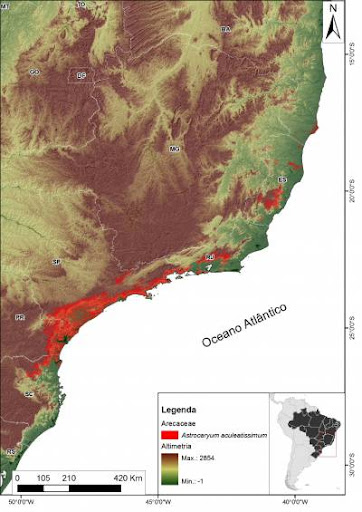 TO
MT
BA
N
15°0'0"S
GO
DF
MG
ES
20°0'0"S
SP
RJ
PR
Oceano Atlântico
25°0'0"S
SC
Legenda
Arecaceae
Astrocaryum aculeatissimum
Altimetria
Max.: 2864
Min.: -1
RS
0 105 210 420 KM
30°0'0"S
50°0'0"W 45°0'0"W 40°0'0"W